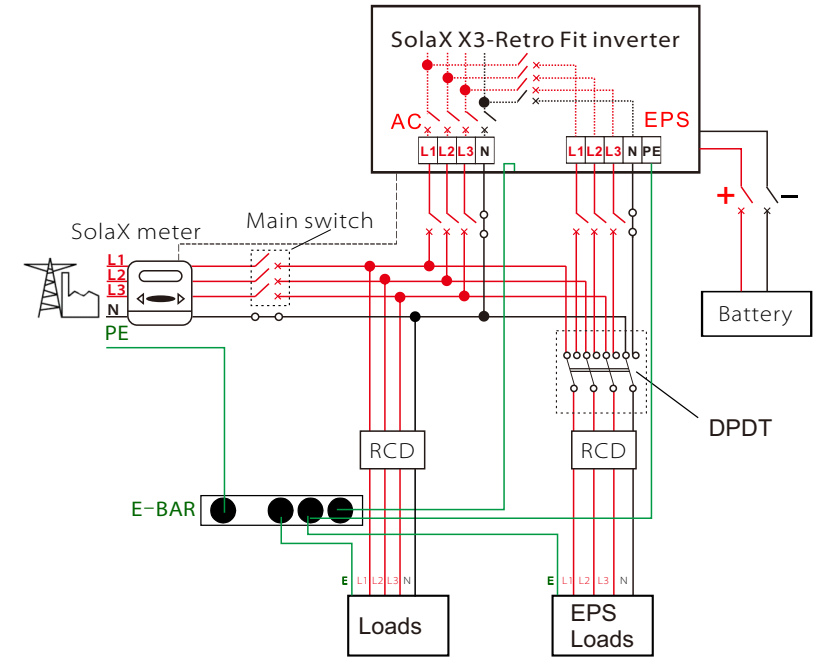 SolaX X3-Retro Fit inverter
AC
EPS
L1 L2 L3 N
L1 L2 L3 N PE
+ −
SolaX meter
Main switch
L1
L2
L3
N
PE
Battery
DPDT
RCD
RCD
E-BAR
E L1 L2 L3 N
E L1 L2 L3 N
Loads
EPS
Loads